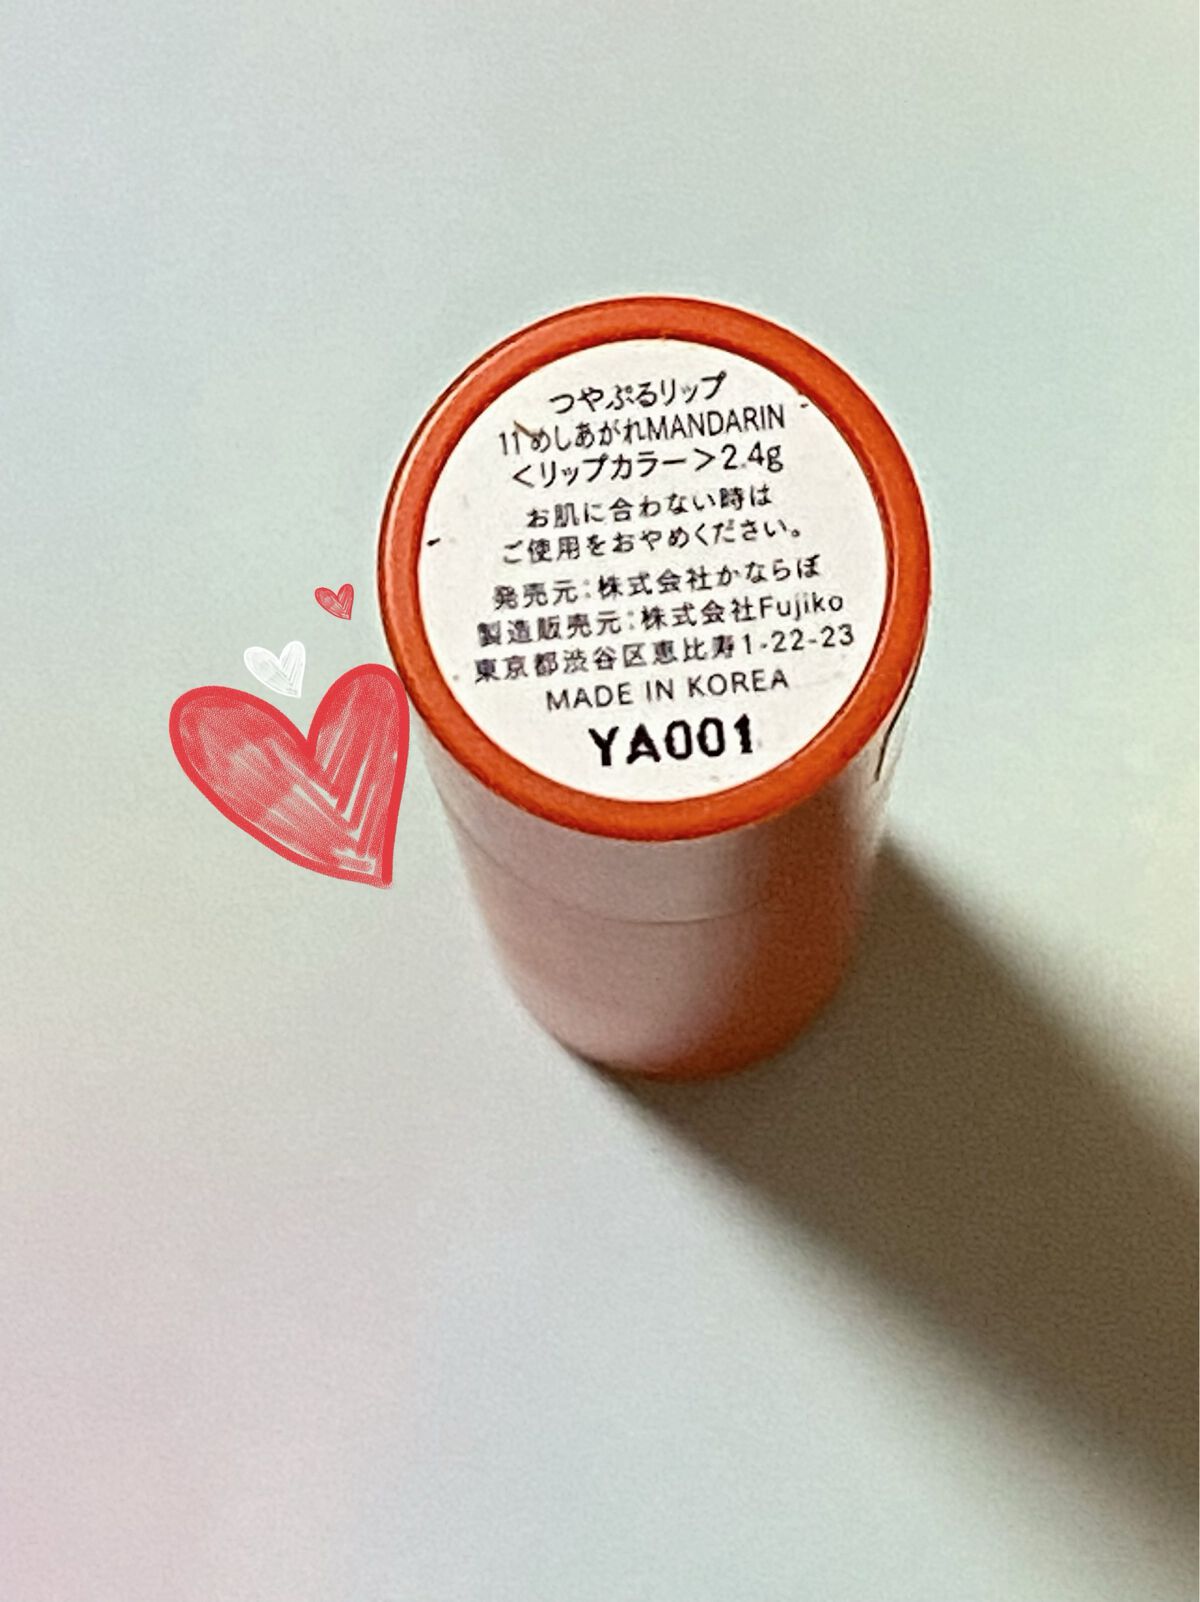 つやぷるリップ
11 めしあがれMANDARIN
＜リップカラー＞2.4g
お肌に合わない時は
ご使用をおやめください。
発売元：株式会社かならぼ
製造販売元：株式会社Fujiko
東京都渋谷区恵比寿1-22-23
MADE IN KOREA
YA001